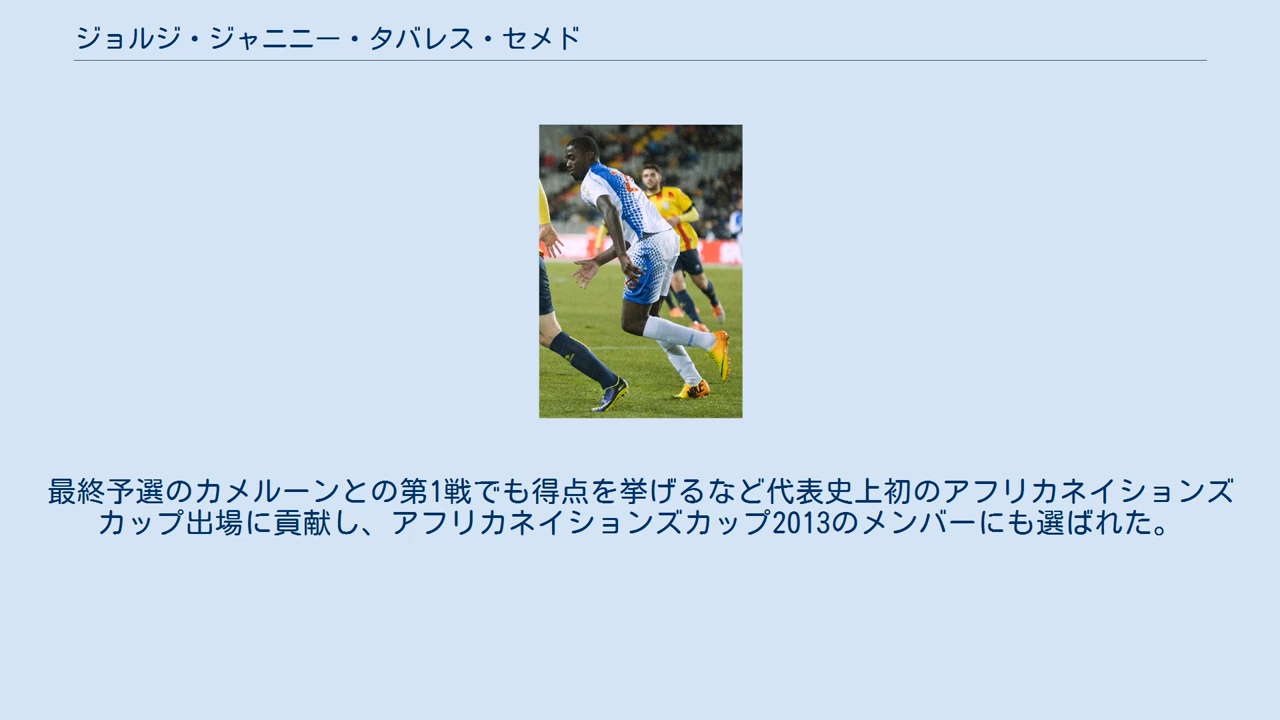 ジョルジ・ジャニニー・タバレス・セメド
最終予選のカメルーンとの第1戦でも得点を挙げるなど代表史上初のアフリカネイションズ
カップ出場に貢献し、アフリカネイションズカップ2013のメンバーにも選ばれた。